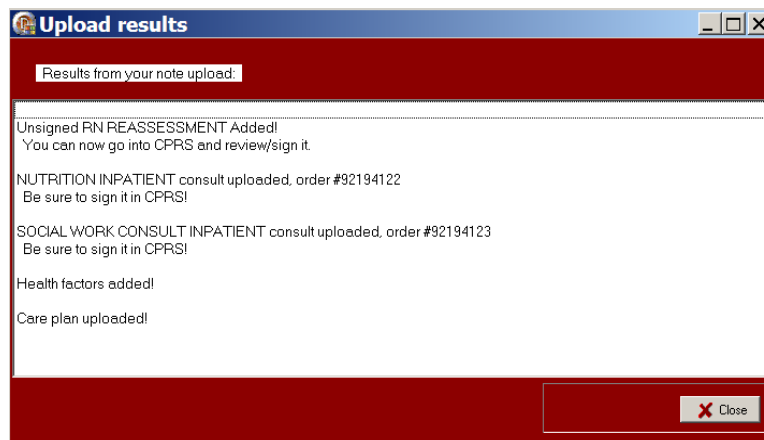 Upload results
Results from your note upload:
Unsigned RN REASSESSMENT Added!
You can now go into CPRS and review/sign it.
NUTRITION INPATIENT consult uploaded, order #92194122
Be sure to sign it in CPRS!
SOCIAL WORK CONSULT INPATIENT consult uploaded, order #92194123
Be sure to sign it in CPRS!
Health factors added!
Care plan uploaded!
Close